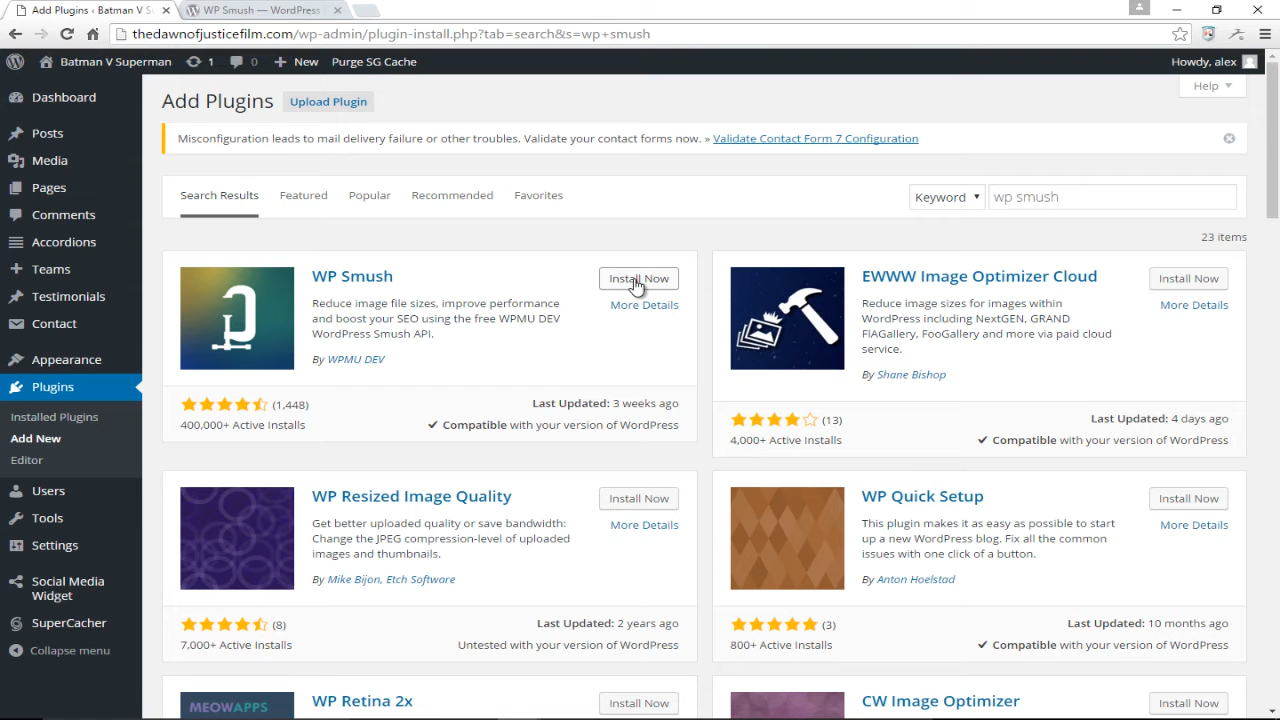 Add Plugins ‹ Batman V Su
WP Smush — WordPress
thedawnofjusticefilm.com/wp-admin/plugin-install.php?tab=search&s=wp+smush
Batman V Superman
1
0
New
Purge SG Cache
Howdy, alex
Dashboard
Posts
Media
Pages
Comments
Accordions
Teams
Testimonials
Contact
Appearance
Plugins
Installed Plugins
Add New
Editor
Users
Tools
Settings
Social Media
Widget
SuperCacher
Collapse menu
Help
Add Plugins
Upload Plugin
Misconfiguration leads to mail delivery failure or other troubles. Validate your contact forms now. » Validate Contact Form 7 Configuration
Search Results
Featured
Popular
Recommended
Favorites
Keyword
wp smush
23 items
WP Smush
Install Now
More Details
Reduce image file sizes, improve performance
and boost your SEO using the free WPMU DEV
WordPress Smush API.
By WPMU DEV
(1,448)
400,000+ Active Installs
Last Updated: 3 weeks ago
Compatible with your version of WordPress
EWWW Image Optimizer Cloud
Install Now
More Details
Reduce image sizes for images within
WordPress including NextGEN, GRAND
FlAGallery, FooGallery and more via paid cloud
service.
By Shane Bishop
(13)
4,000+ Active Installs
Last Updated: 4 days ago
Compatible with your version of WordPress
WP Resized Image Quality
Install Now
More Details
Get better uploaded quality or save bandwidth:
Change the JPEG compression-level of uploaded
images and thumbnails.
By Mike Bijon, Etch Software
(8)
7,000+ Active Installs
Last Updated: 2 years ago
Untested with your version of WordPress
WP Quick Setup
Install Now
More Details
This plugin makes it as easy as possible to start
up a new WordPress blog. Fix all the common
issues with one click of a button.
By Anton Hoelstad
(3)
800+ Active Installs
Last Updated: 10 months ago
Compatible with your version of WordPress
MEOWAPPS
WP Retina 2x
Install Now
CW Image Optimizer
Install Now